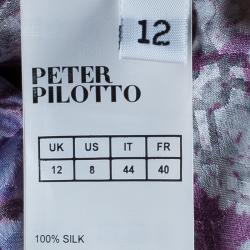 12
PETER
PILOTTO
UK US IT FR
12 8 44 40
100% SILK